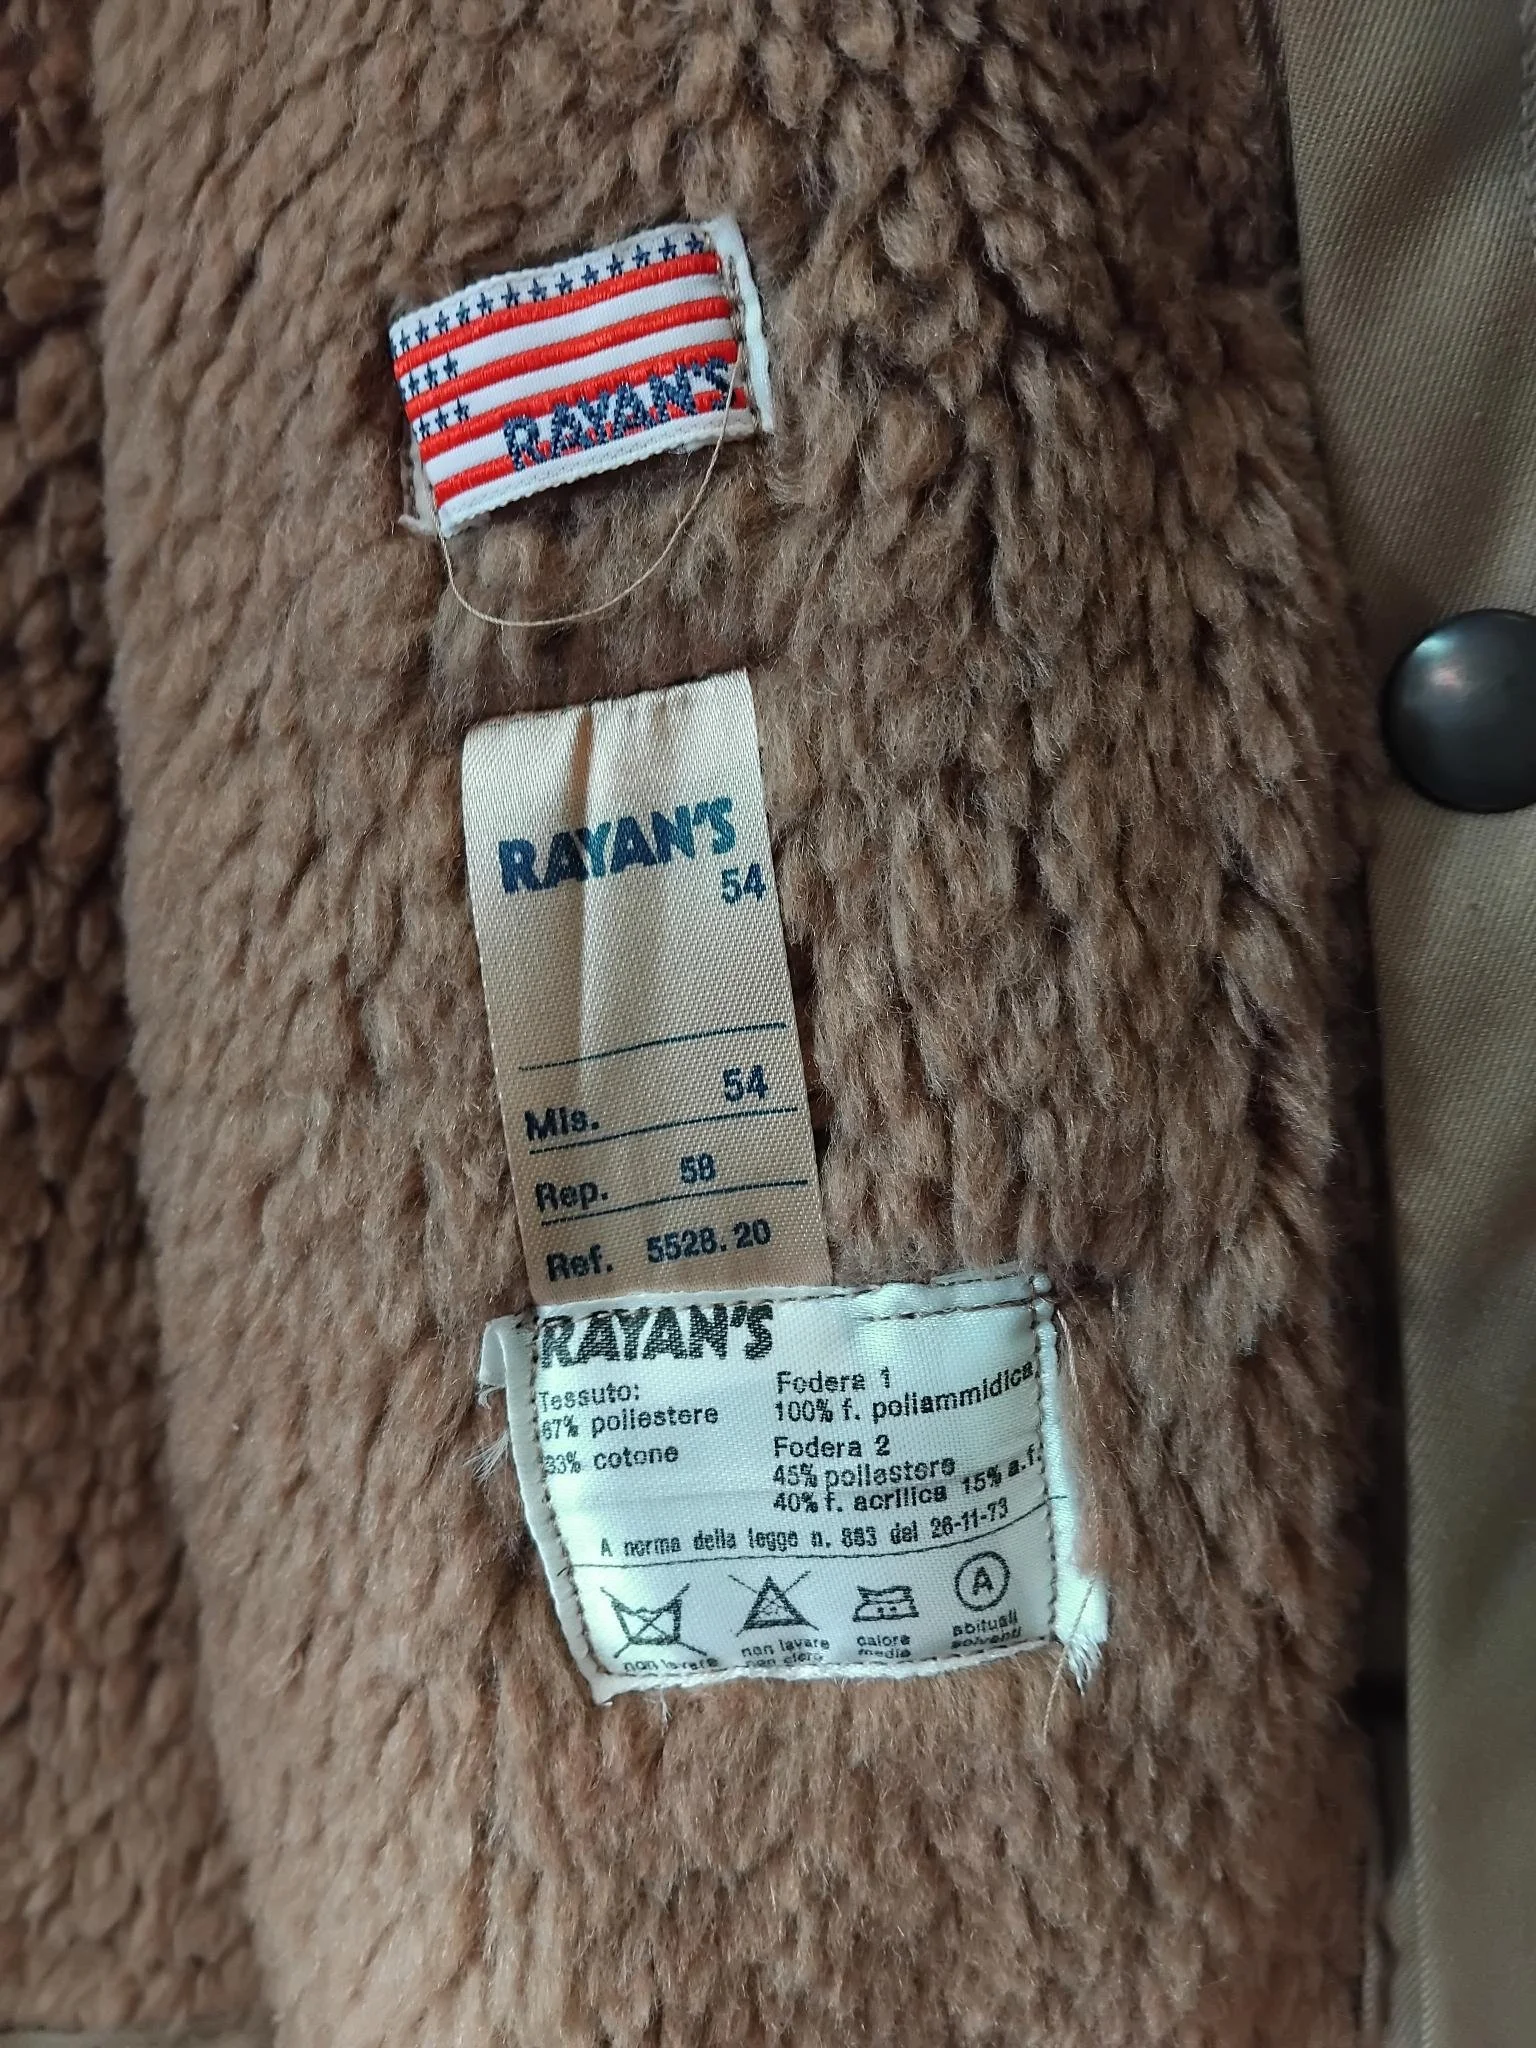 RAYAN'S
RAYAN'S
54
Mis. 54
Rep. 58
Ref. 5528.20
RAYAN'S
Tessuto:
67% poliestere
33% cotone
Fodera 1
100% f. poliammidica
Fodera 2
45% poliestere
40% f. acrilica 15% a.f.
A norma della legge n. 883 del 26-11-73
A
non lavare
non lavare
non cloro
calore
medio
abituali
solventi